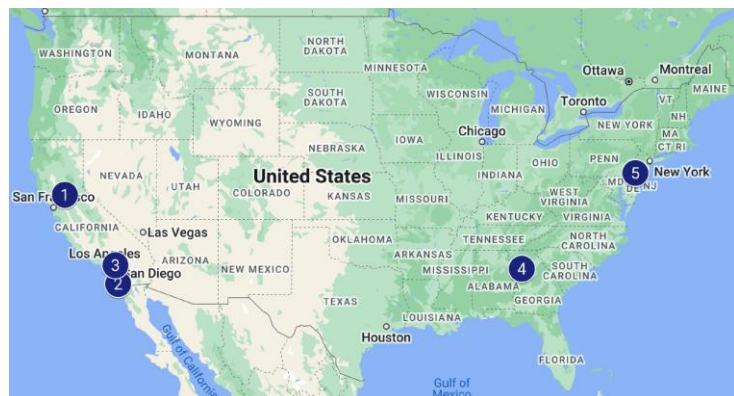 WASHINGTON
MONTANA
NORTH
DAKOTA
MINNESOTA
Ottawa
Montreal
MAINE
OREGON
IDAHO
SOUTH
DAKOTA
WISCONSIN
MICHIGAN
Toronto
VT
NH
WYOMING
NEW YORK
MA
CT RI
IOWA
Chicago
NEBRASKA
ILLINOIS
INDIANA
OHIO
PENN
New York
5
MD
DE
NJ
1
San Fr
sco
NEVADA
UTAH
COLORADO
United States
KANSAS
MISSOURI
WEST
VIRGINIA
KENTUCKY
VIRGINIA
CALIFORNIA
Las Vegas
Los Angeles
3
San Diego
2
ARIZONA
NEW MEXICO
OKLAHOMA
ARKANSAS
TENNESSEE
NORTH
CAROLINA
MISSISSIPPI
4
SOUTH
CAROLINA
ALABAMA
GEORGIA
TEXAS
LOUISIANA
Houston
FLORIDA
Gulf of
Mexico
Gulf of California